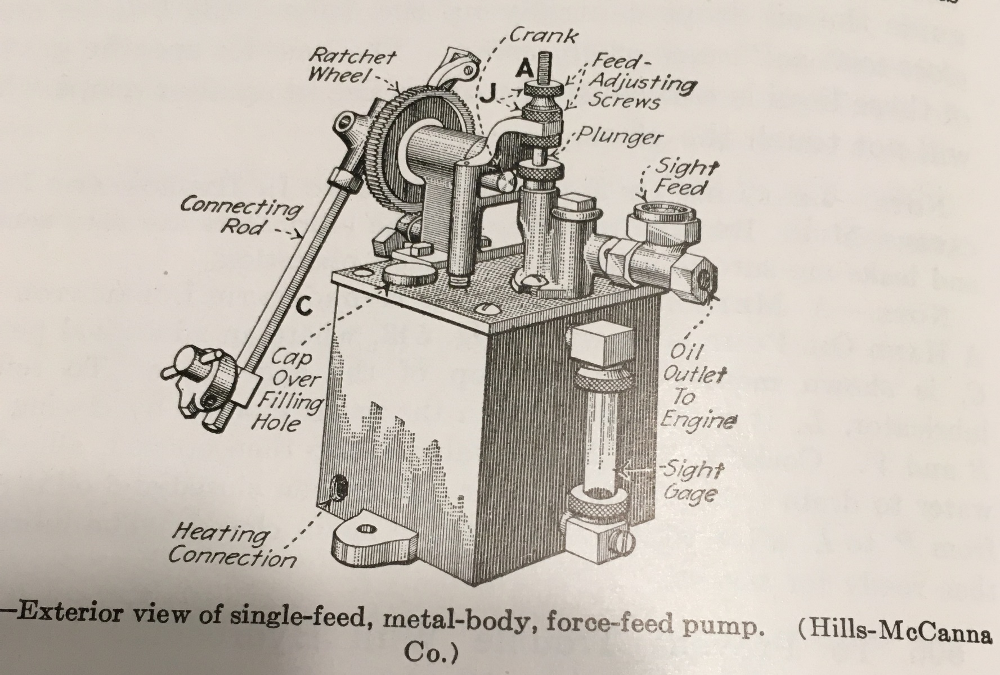 Crank
Ratchet
Wheel
A
Feed-
Adjusting
Screws
J
Plunger
Sight
Feed
Connecting
Rod
C
Cap
Over
Filling
Hole
Oil
Outlet
To
Engine
Sight
Gage
Heating
Connection
—Exterior view of single-feed, metal-body, force-feed pump. (Hills-McCanna
Co.)